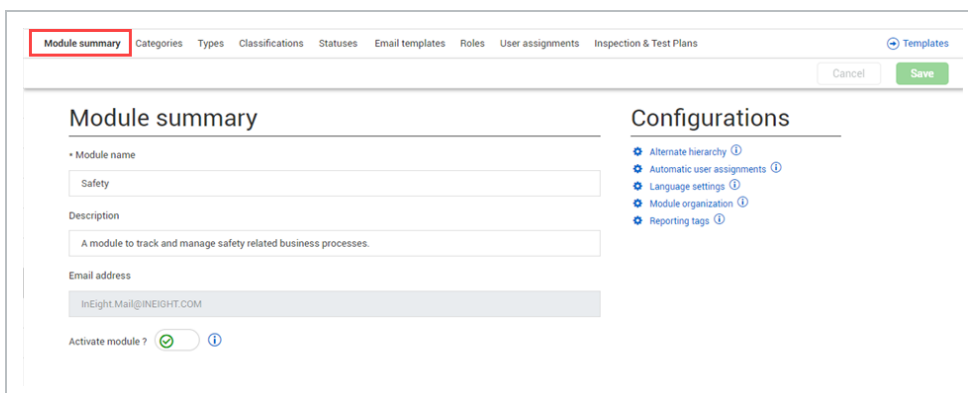 Module summary Categories Types Classifications Statuses Email templates Roles User assignments Inspection & Test Plans Templates
Cancel Save
Module summary
* Module name
Safety
Description
A module to track and manage safety related business processes.
Email address
InEight.Mail@INEIGHT.COM
Activate module ?
Configurations
Alternate hierarchy
Automatic user assignments
Language settings
Module organization
Reporting tags